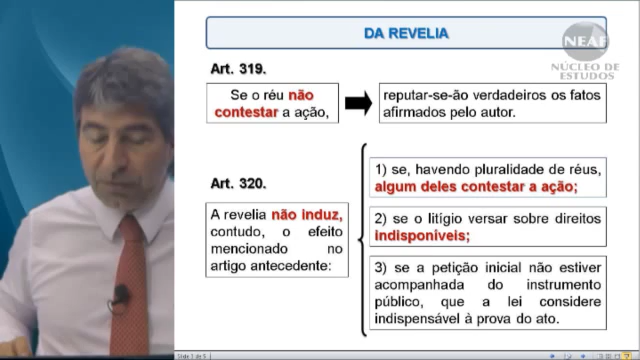 DA REVELIA
NEAF
NÚCLEO DE
ESTUDOS
Art. 319.
Se o réu não
contestar a ação,
reputar-se-ão verdadeiros os fatos
afirmados pelo autor.
Art. 320.
A revelia não induz,
contudo, o efeito
mencionado no
artigo antecedente:
1) se, havendo pluralidade de réus,
algum deles contestar a ação;
2) se o litígio versar sobre direitos
indisponíveis;
3) se a petição inicial não estiver
acompanhada do instrumento
público, que a lei considere
indispensável à prova do ato.